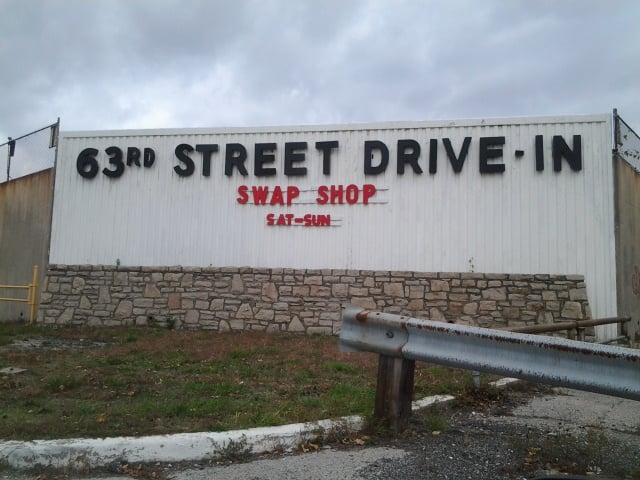 63RD STREET DRIVE-IN
SWAP SHOP
SAT-SUN